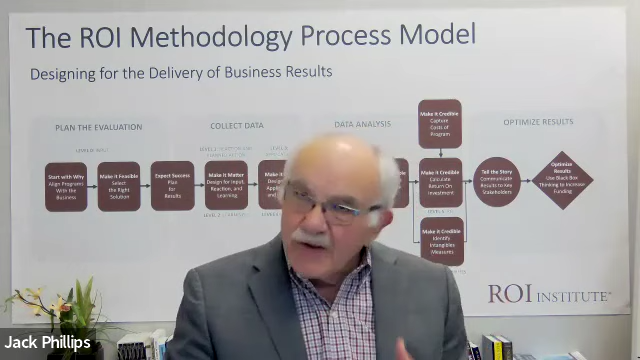 The ROI Methodology Process Model
Designing for the Delivery of Business Results
PLAN THE EVALUATION
COLLECT DATA
DATA ANALYSIS
OPTIMIZE RESULTS
Start with Why
Align Programs
With the
Business
Make it Feasible
Select
the Right
Solution
Expect Success
Plan
for
Results
Make it Matter
Design for Input,
Reaction, and
Learning
Make it
Make it Credible
Capture
Costs of
Program
Make it Credible
Calculate
Return On
Investment
Make it Credible
Identify
Intangibles
Measures
Tell the Story
Communicate
Results to Key
Stakeholders
Optimize
Results
Use Black Box
Thinking to Increase
Funding
ROI INSTITUTE
Jack Phillips